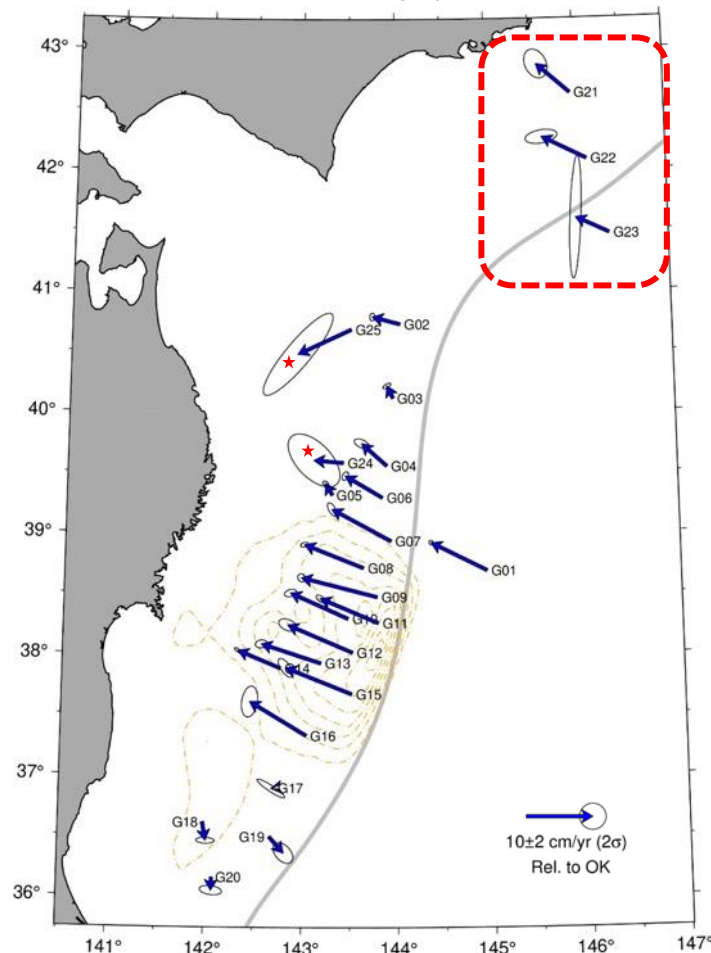 43°
G21
42°
G22
G23
41°
G02
G25
G03
40°
G04
G24
G05
G06
39°
G07
G01
G08
G09
G10
G11
38°
G12
G13
G14
G15
G16
37°
G17
G18
G19
10±2 cm/yr (2σ)
Rel. to OK
G20
36°
141° 142° 143° 144° 145° 146° 147°